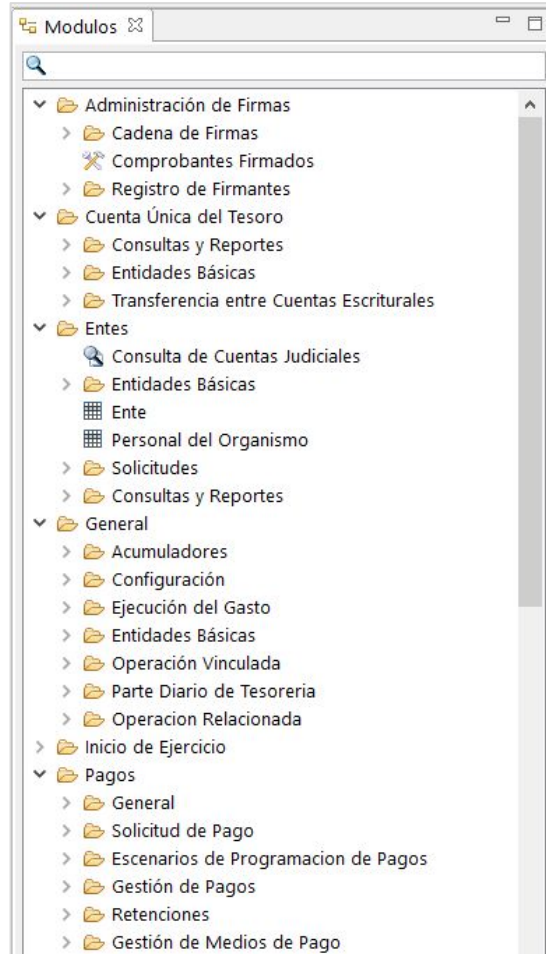 Modulos
Administración de Firmas
Cadena de Firmas
Comprobantes Firmados
Registro de Firmantes
Cuenta Única del Tesoro
Consultas y Reportes
Entidades Básicas
Transferencia entre Cuentas Escriturales
Entes
Consulta de Cuentas Judiciales
Entidades Básicas
Ente
Personal del Organismo
Solicitudes
Consultas y Reportes
General
Acumuladores
Configuración
Ejecución del Gasto
Entidades Básicas
Operación Vinculada
Parte Diario de Tesoreria
Operacion Relacionada
Inicio de Ejercicio
Pagos
General
Solicitud de Pago
Escenarios de Programacion de Pagos
Gestión de Pagos
Retenciones
Gestión de Medios de Pago